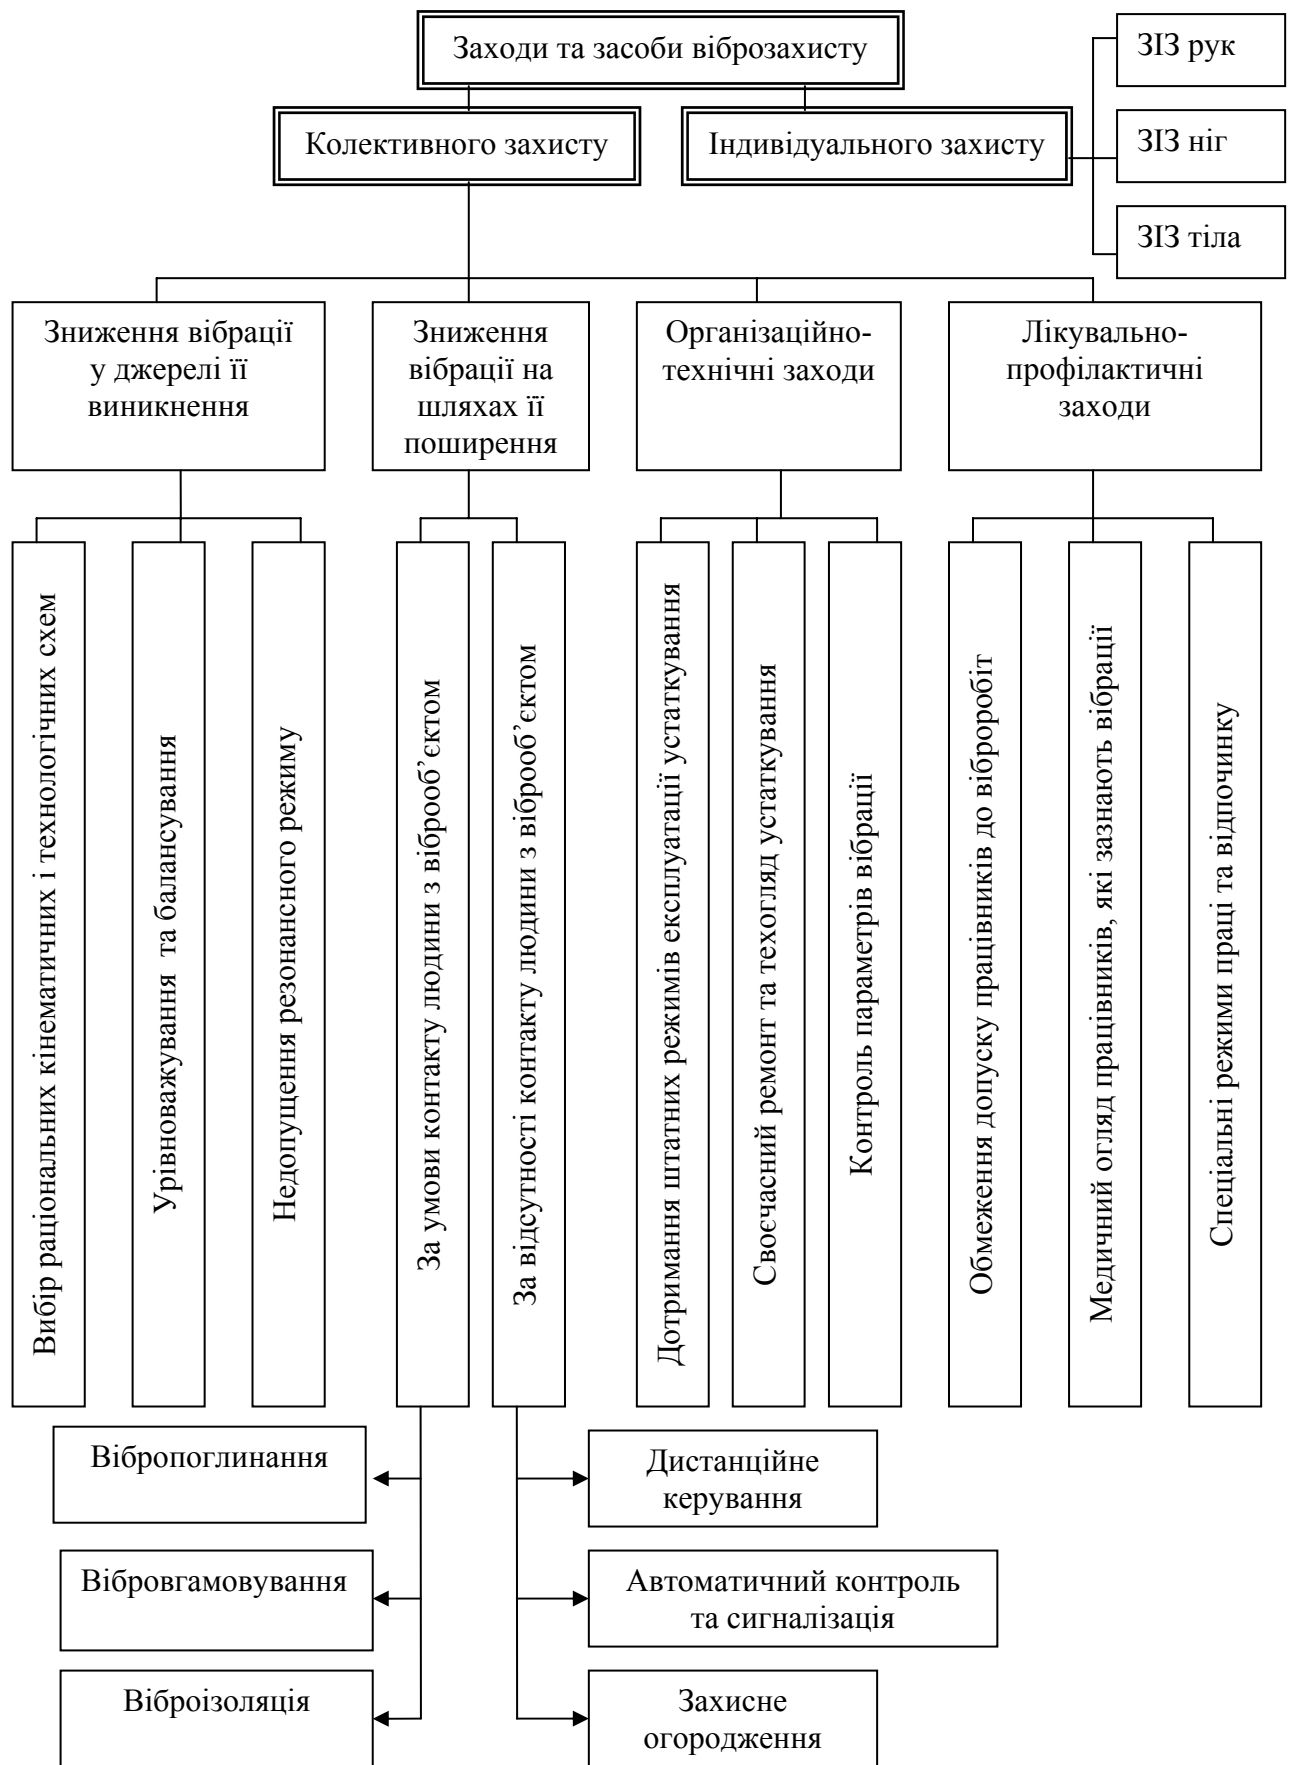 Заходи та засоби віброзахисту
ЗІЗ рук
Колективного захисту
Індивідуального захисту
ЗІЗ ніг
ЗІЗ тіла
Зниження вібрації
у джерелі її
виникнення
Зниження
вібрації на
шляхах її
поширення
Організаційно-
технічні заходи
Лікувально-
профілактичні
заходи
Вибір раціональних кінематичних і технологічних схем
Урівноважування та балансування
Недопущення резонансного режиму
За умови контакту людини з віброоб’єктом
За відсутності контакту людини з віброоб’єктом
Дотримання штатних режимів експлуатації устаткування
Своєчасний ремонт та техогляд устаткування
Контроль параметрів вібрації
Обмеження допуску працівників до віброробіт
Медичний огляд працівників, які зазнають вібрації
Спеціальні режими праці та відпочинку
Вібропоглинання
Вібровгамовування
Віброізоляція
Дистанційне
керування
Автоматичний контроль
та сигналізація
Захисне
огородження